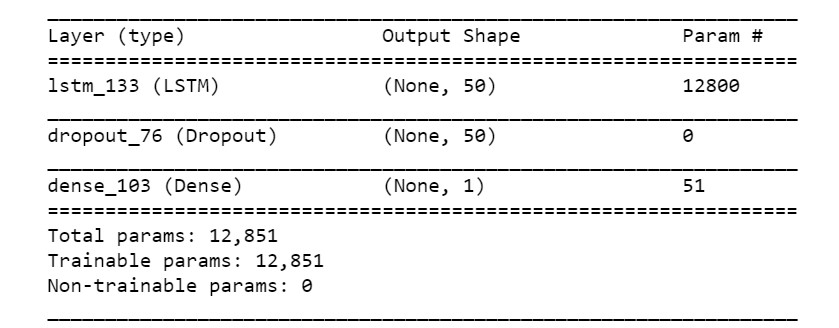 Layer (type) Output Shape Param #
lstm_133 (LSTM) (None, 50) 12800
dropout_76 (Dropout) (None, 50) 0
dense_103 (Dense) (None, 1) 51
Total params: 12,851
Trainable params: 12,851
Non-trainable params: 0